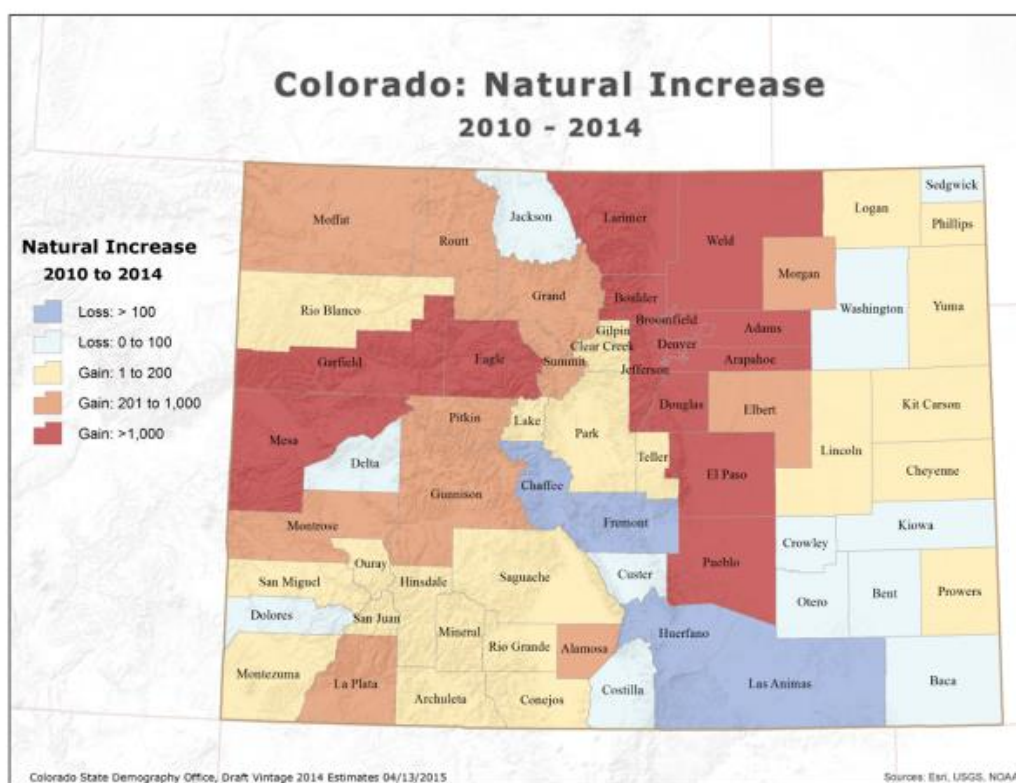 Colorado: Natural Increase
2010 - 2014
Natural Increase
2010 to 2014
Loss: > 100
Loss: 0 to 100
Gain: 1 to 200
Gain: 201 to 1,000
Gain: >1,000
Moffat
Routt
Jackson
Larimer
Weld
Logan
Sedgwick
Phillips
Morgan
Rio Blanco
Grand
Boulder
Washington
Yuma
Gilpin
Broomfield
Adams
Clear Creek
Denver
Arapahoe
Garfield
Eagle
Summit
Jefferson
Douglas
Elbert
Kit Carson
Pitkin
Lake
Park
Mesa
Delta
Teller
Lincoln
Cheyenne
Gunnison
Chaffee
El Paso
Montrose
Fremont
Kiowa
Crowley
Ouray
Hinsdale
Saguache
Custer
Pueblo
San Miguel
Otero
Bent
Prowers
Dolores
San Juan
Mineral
Rio Grande
Alamosa
Huerfano
Montezuma
La Plata
Archuleta
Conejos
Costilla
Las Animas
Baca
Colorado State Demography Office, Draft Vintage 2014 Estimates 04/13/2015
Sources: Esri, USGS, NOAA